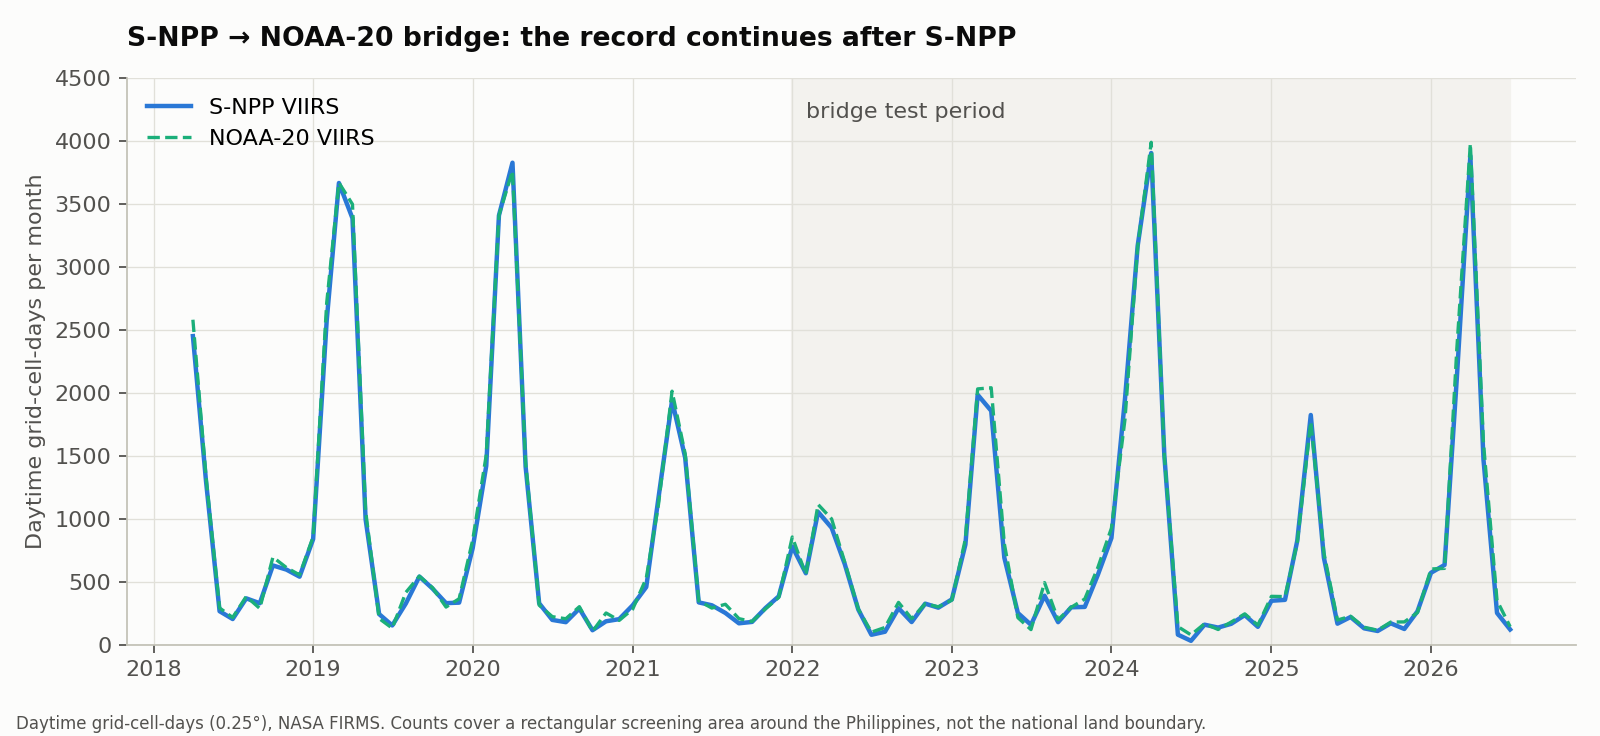 S-NPP → NOAA-20 bridge: the record continues after S-NPP
4500
4000
3500
3000
2500
2000
1500
1000
500
0
Daytime grid-cell-days per month
S-NPP VIIRS
NOAA-20 VIIRS
bridge test period
2018 2019 2020 2021 2022 2023 2024 2025 2026
Daytime grid-cell-days (0.25°), NASA FIRMS. Counts cover a rectangular screening area around the Philippines, not the national land boundary.